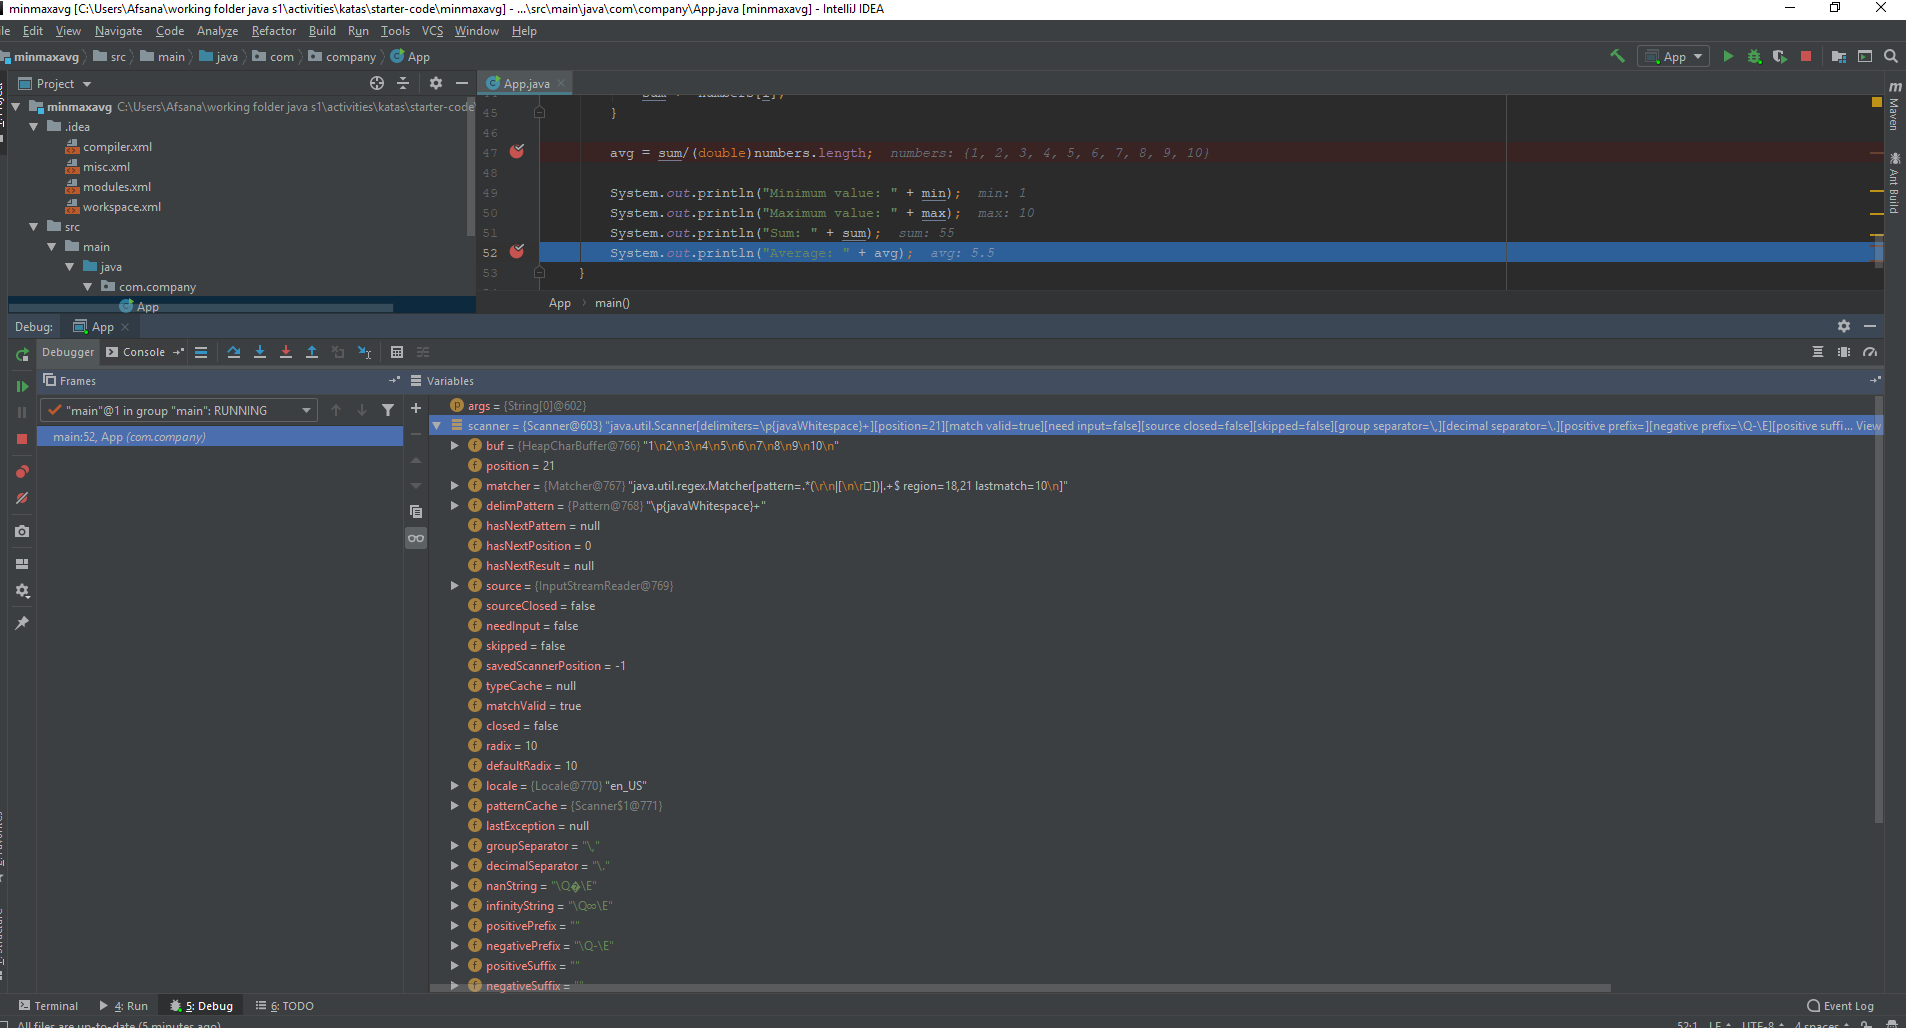 minmaxavg [C:\Users\Afsana\working folder java s1\activities\katas\starter-code\minmaxavg] - ...\src\main\java\com\company\App.java [minmaxavg] - IntelliJ IDEA
Edit View Navigate Code Analyze Refactor Build Run Tools VCS Window Help
minmaxavg src main java com company App
App
Project
App.java
Maven
Ant Build
minmaxavg C:\Users\Afsana\working folder java s1\activities\katas\starter-code
.idea
compiler.xml
misc.xml
modules.xml
workspace.xml
src
main
java
com.company
App
45 }
46
47 avg = sum/(double)numbers.length; numbers: {1, 2, 3, 4, 5, 6, 7, 8, 9, 10}
48
49 System.out.println("Minimum value: " + min); min: 1
50 System.out.println("Maximum value: " + max); max: 10
51 System.out.println("Sum: " + sum); sum: 55
52 System.out.println("Average: " + avg); avg: 5.5
53 }
App main()
Debug: App
Debugger Console
Frames
Variables
"main"@1 in group "main": RUNNING
main:52, App (com.company)
args = {String[0]@602}
scanner = {Scanner@603} "java.util.Scanner[delimiters=\p{javaWhitespace}+][position=21][match valid=true][need input=false][source closed=false][skipped=false][group separator=\,][decimal separator=\.][positive prefix=][negative prefix=\Q-\E][positive suffi... View
buf = {HeapCharBuffer@766} "1\n2\n3\n4\n5\n6\n7\n8\n9\n10\n"
position = 21
matcher = {Matcher@767} "java.util.regex.Matcher[pattern=.*(\r\n|[\n\r□])|.+$ region=18,21 lastmatch=10\n]"
delimPattern = {Pattern@768} "\p{javaWhitespace}+"
hasNextPattern = null
hasNextPosition = 0
hasNextResult = null
source = {InputStreamReader@769}
sourceClosed = false
needInput = false
skipped = false
savedScannerPosition = -1
typeCache = null
matchValid = true
closed = false
radix = 10
defaultRadix = 10
locale = {Locale@770} "en_US"
patternCache = {Scanner$1@771}
lastException = null
groupSeparator = "\,"
decimalSeparator = "\."
nanString = "\Q�\E"
infinityString = "\Q∞\E"
positivePrefix = ""
negativePrefix = "\Q-\E"
positiveSuffix = ""
negativeSuffix = ""
Terminal 4: Run 5: Debug 6: TODO
Event Log
All files are up-to-date (5 minutes ago)
52:1 LF UTF-8 4 spaces